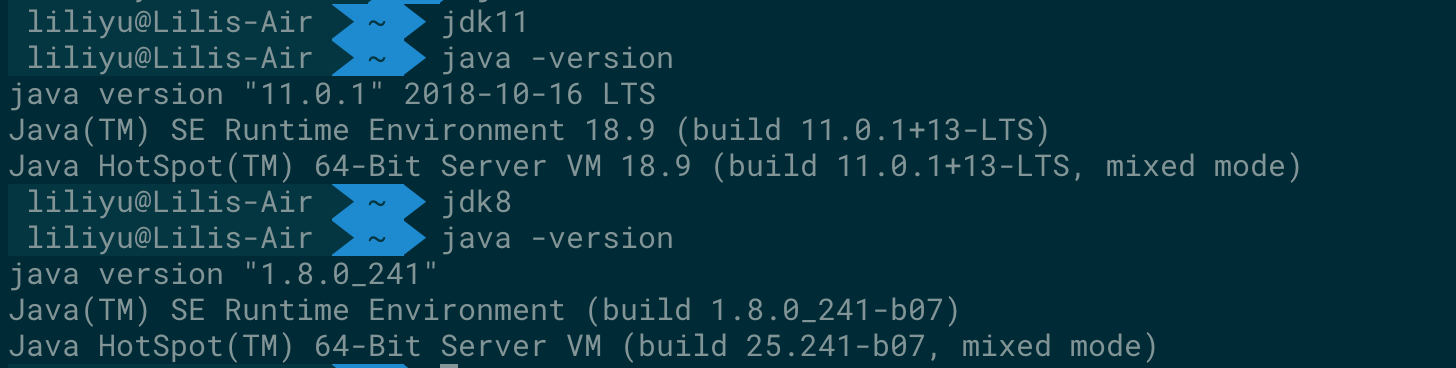 liliyu@Lilis-Air ~ jdk11
liliyu@Lilis-Air ~ java -version
java version "11.0.1" 2018-10-16 LTS
Java(TM) SE Runtime Environment 18.9 (build 11.0.1+13-LTS)
Java HotSpot(TM) 64-Bit Server VM 18.9 (build 11.0.1+13-LTS, mixed mode)
liliyu@Lilis-Air ~ jdk8
liliyu@Lilis-Air ~ java -version
java version "1.8.0_241"
Java(TM) SE Runtime Environment (build 1.8.0_241-b07)
Java HotSpot(TM) 64-Bit Server VM (build 25.241-b07, mixed mode)